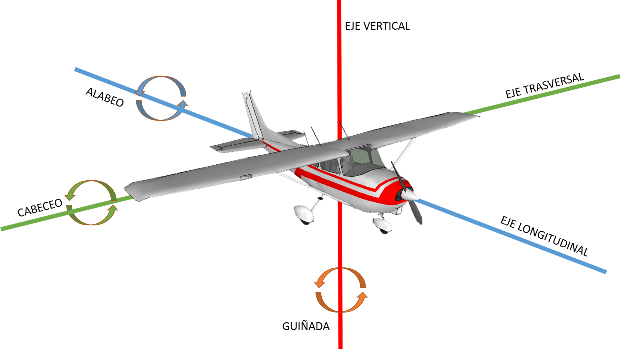 EJE VERTICAL
EJE TRASVERSAL
ALABEO
CABECEO
EJE LONGITUDINAL
GUIÑADA